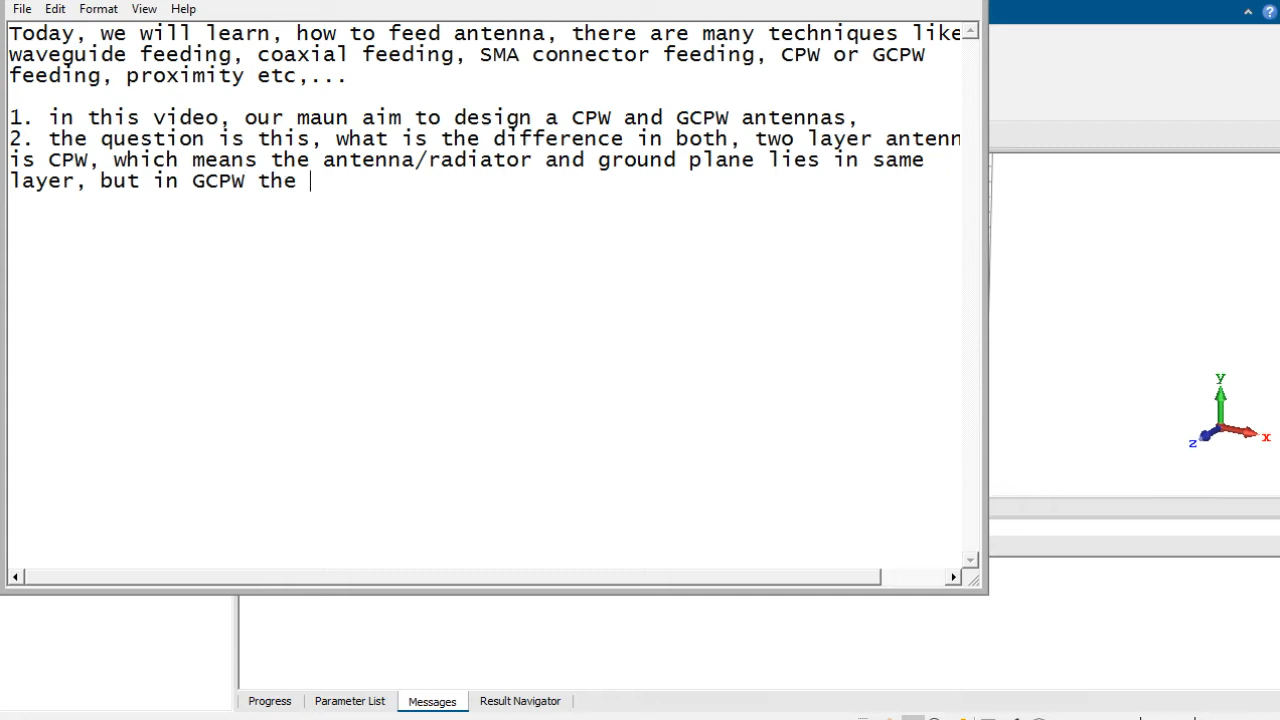 File Edit Format View Help
Today, we will learn, how to feed antenna, there are many techniques like
waveguide feeding, coaxial feeding, SMA connector feeding, CPW or GCPW
feeding, proximity etc,...
1. in this video, our maun aim to design a CPW and GCPW antennas,
2. the question is this, what is the difference in both, two layer antenn
is CPW, which means the antenna/radiator and ground plane lies in same
layer, but in GCPW the
y
x
z
Progress Parameter List Messages Result Navigator